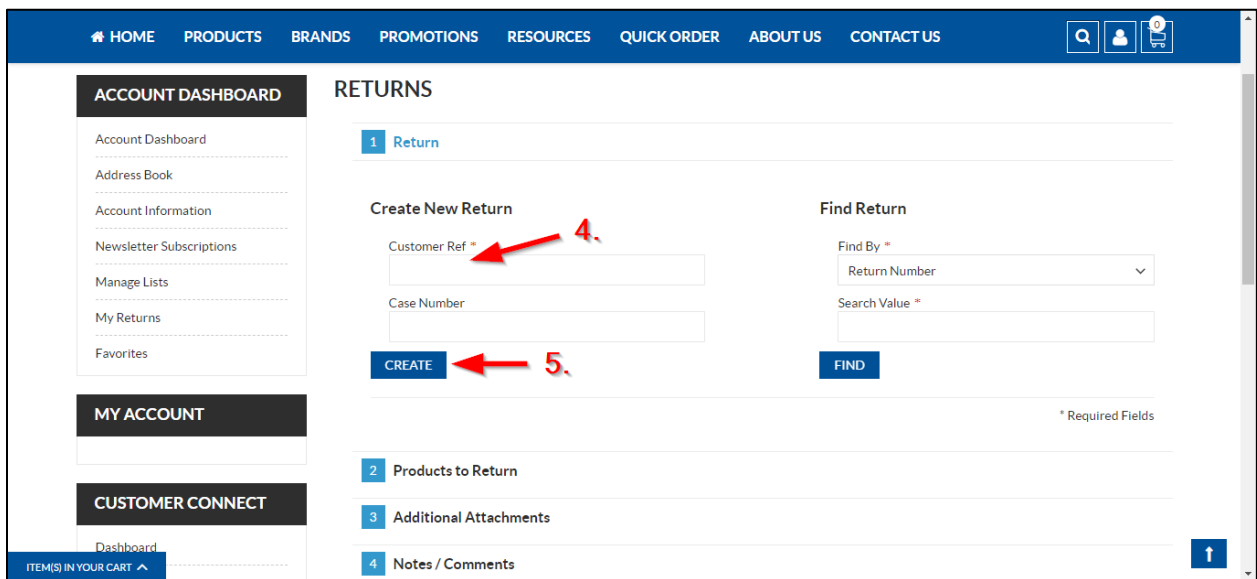 HOME PRODUCTS BRANDS PROMOTIONS RESOURCES QUICK ORDER ABOUT US CONTACT US 0
ACCOUNT DASHBOARD
Account Dashboard
Address Book
Account Information
Newsletter Subscriptions
Manage Lists
My Returns
Favorites
MY ACCOUNT
CUSTOMER CONNECT
Dashboard
ITEM(S) IN YOUR CART
RETURNS
1 Return
Create New Return
Customer Ref *
4.
Case Number
CREATE
5.
Find Return
Find By *
Return Number
Search Value *
FIND
* Required Fields
2 Products to Return
3 Additional Attachments
4 Notes / Comments